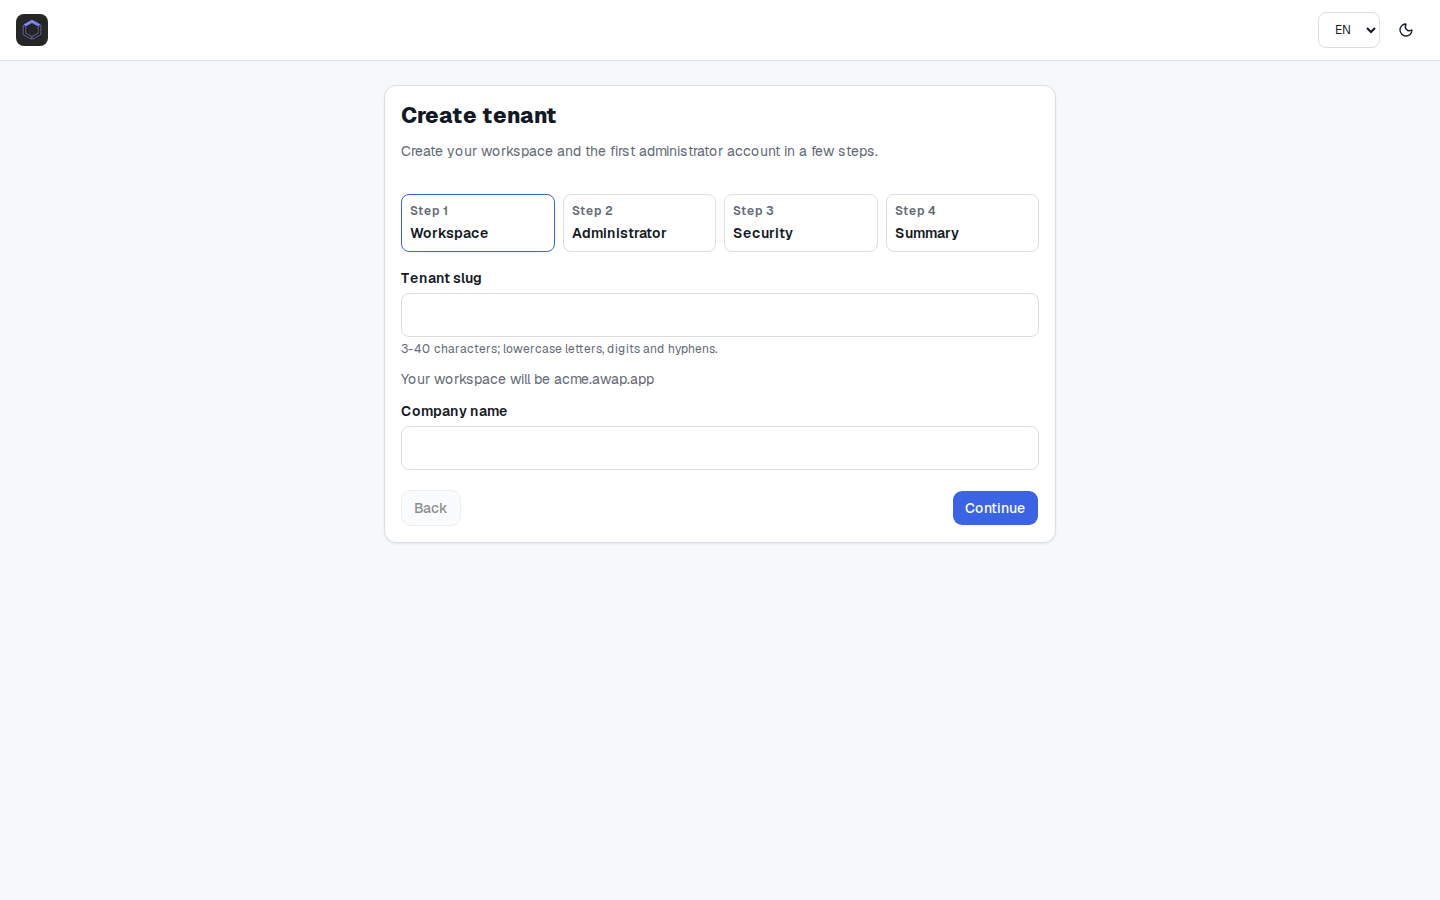 EN
Create tenant
Create your workspace and the first administrator account in a few steps.
Step 1
Workspace
Step 2
Administrator
Step 3
Security
Step 4
Summary
Tenant slug
3-40 characters; lowercase letters, digits and hyphens.
Your workspace will be acme.awap.app
Company name
Back
Continue